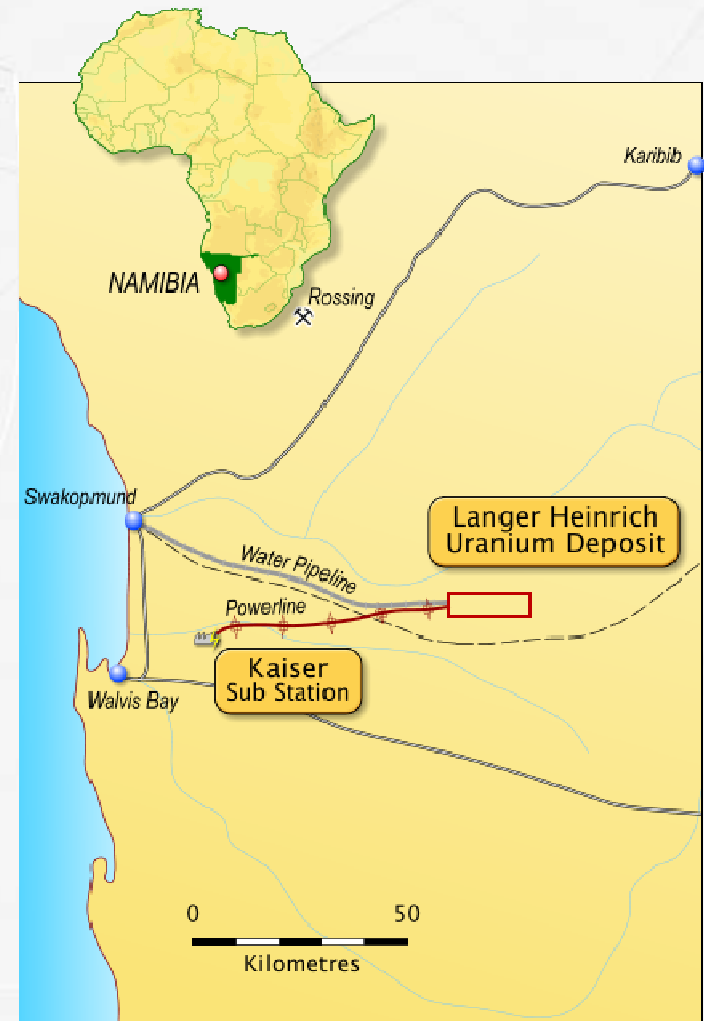 Karibib
NAMIBIA
Rossing
Swakopmund
Langer Heinrich
Uranium Deposit
Water Pipeline
Powerline
Kaiser
Sub Station
Walvis Bay
0 50
Kilometres